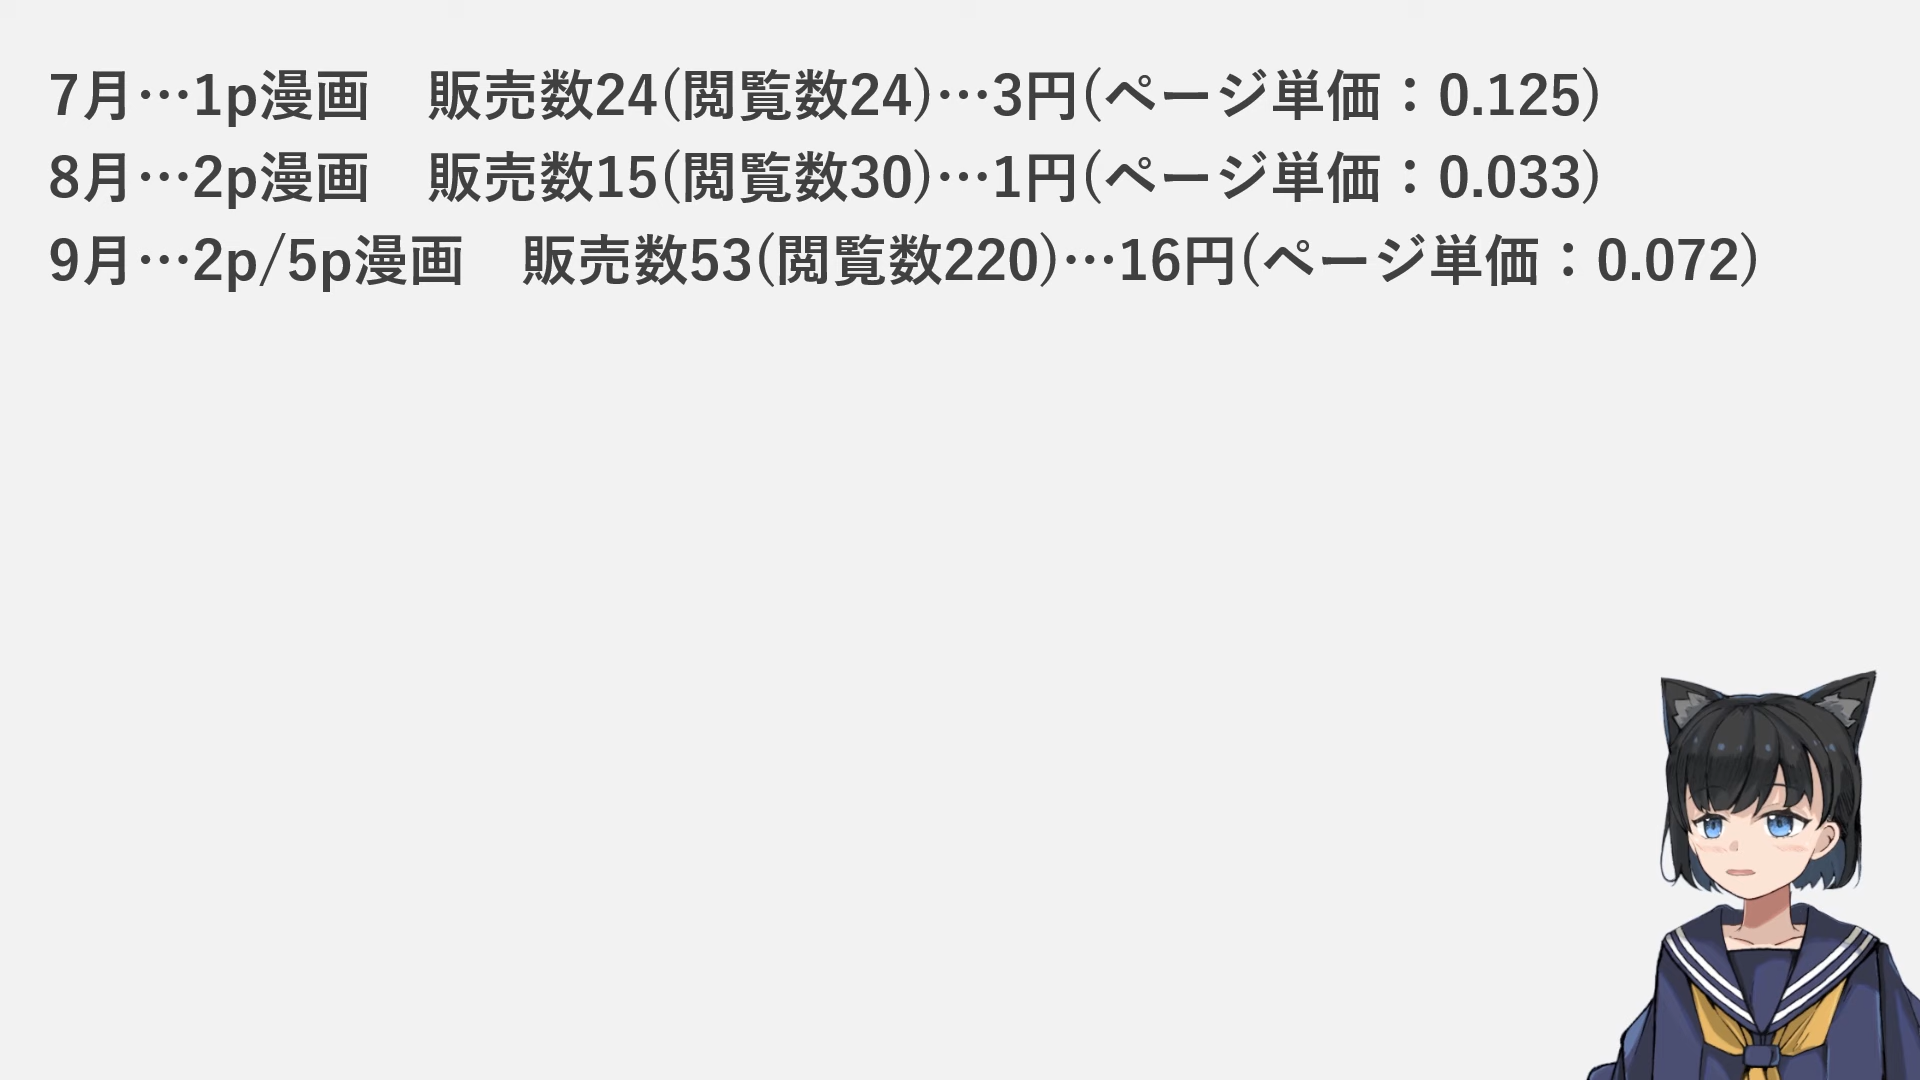 7月…1p漫画　販売数24(閲覧数24)…3円(ページ単価：0.125)
8月…2p漫画　販売数15(閲覧数30)…1円(ページ単価：0.033)
9月…2p/5p漫画　販売数53(閲覧数220)…16円(ページ単価：0.072)